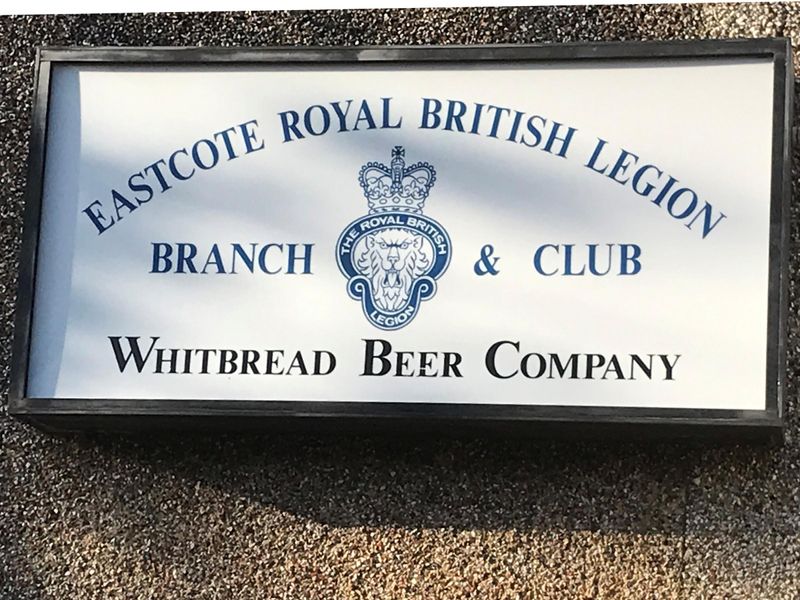 EASTCOTE ROYAL BRITISH LEGION
BRANCH & CLUB
THE ROYAL BRITISH
LEGION
WHITBREAD BEER COMPANY